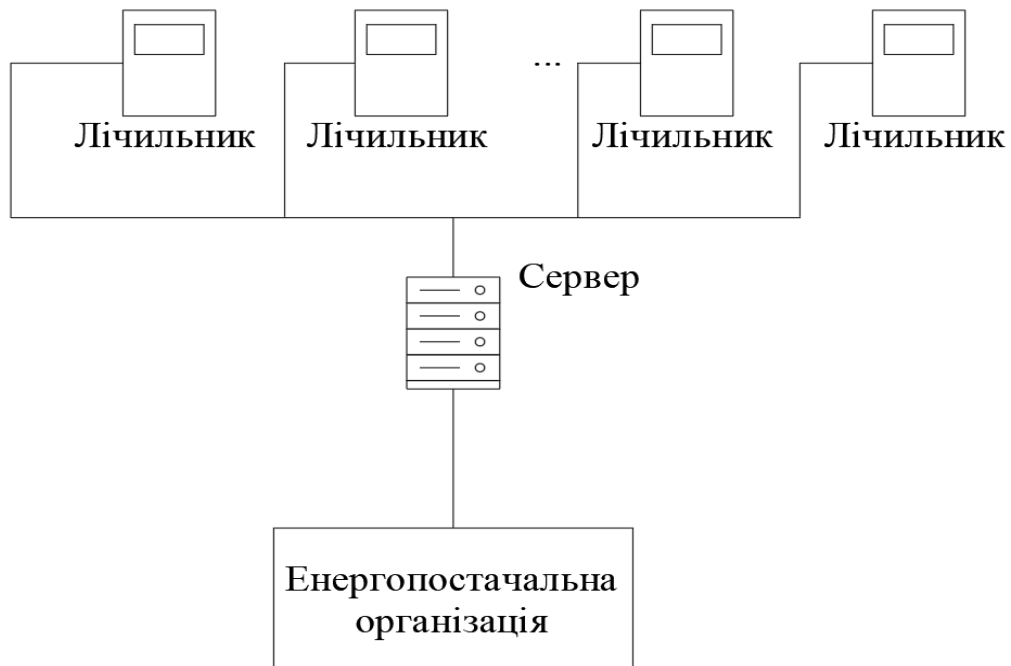 ...
Лічильник
Лічильник
Лічильник
Лічильник
Сервер
Енергопостачальна
організація